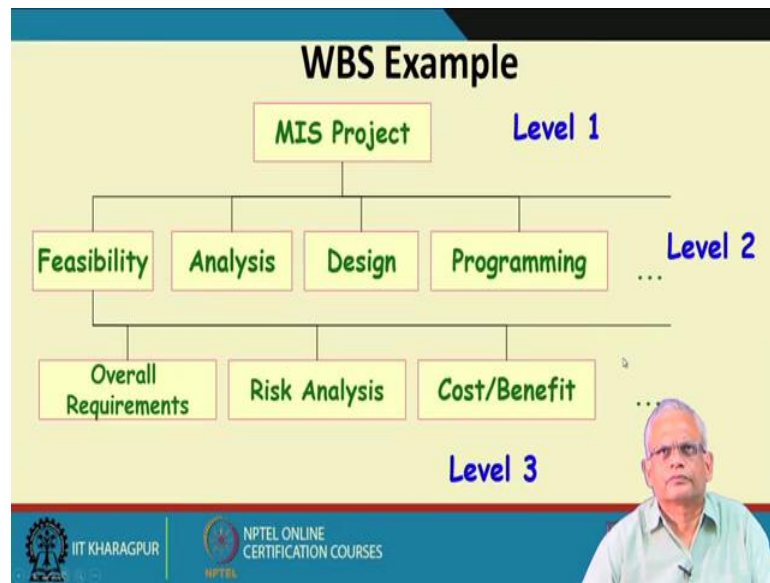 WBS Example
MIS Project
Level 1
Feasibility
Analysis
Design
Programming
...
Level 2
Overall
Requirements
Risk Analysis
Cost/Benefit
...
Level 3
IIT KHARAGPUR
NPTEL
NPTEL ONLINE
CERTIFICATION COURSES